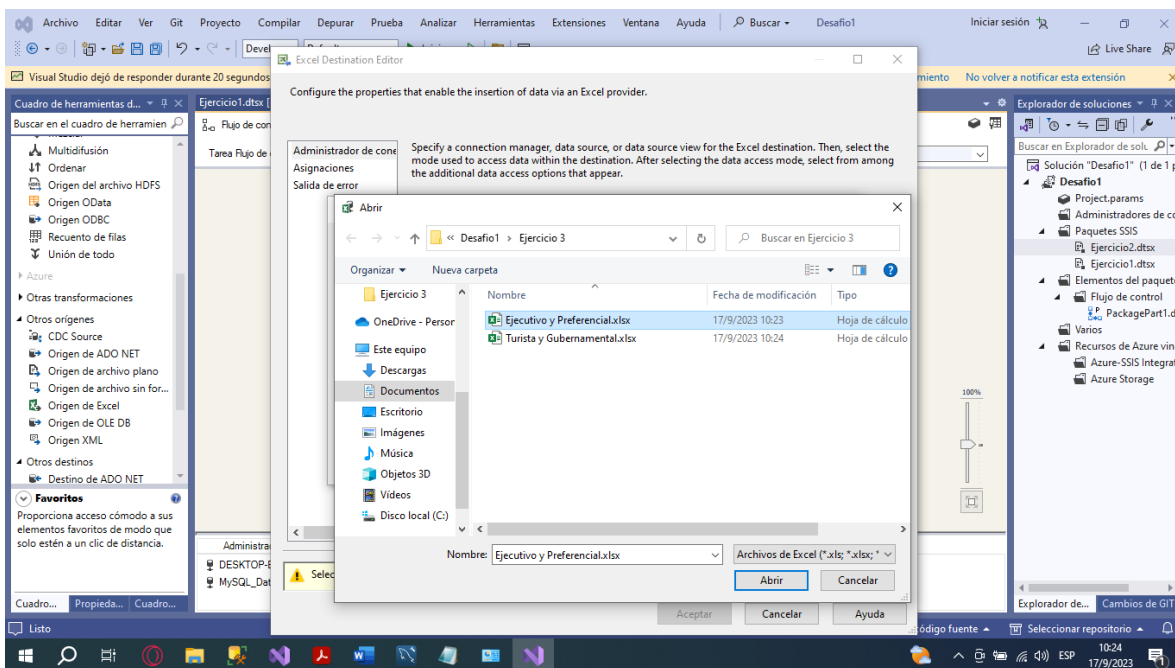 Archivo Editar Ver Git Proyecto Compilar Depurar Prueba Analizar Herramientas Extensiones Ventana Ayuda Buscar Desafio1 Iniciar sesión
Devel
Live Share
Visual Studio dejó de responder durante 20 segundos
miento No volver a notificar esta extensión
Excel Destination Editor
Configure the properties that enable the insertion of data via an Excel provider.
Administrador de cone
Asignaciones
Salida de error
Specify a connection manager, data source, or data source view for the Excel destination. Then, select the
mode used to access data within the destination. After selecting the data access mode, select from among
the additional data access options that appear.
Cuadro de herramientas d...
Buscar en el cuadro de herramien
Multidifusión
Ordenar
Origen del archivo HDFS
Origen OData
Origen ODBC
Recuento de filas
Unión de todo
Azure
Otras transformaciones
Otros orígenes
CDC Source
Origen de ADO NET
Origen de archivo plano
Origen de archivo sin for...
Origen de Excel
Origen de OLE DB
Origen XML
Otros destinos
Destino de ADO NET
Favoritos
Proporciona acceso cómodo a sus
elementos favoritos de modo que
solo estén a un clic de distancia.
Cuadro... Propieda... Cuadro...
Ejercicio1.dtsx [
Flujo de con
Tarea Flujo de
Administra
DESKTOP-E
MySQL_Dat
Abrir
« Desafio1 › Ejercicio 3
Buscar en Ejercicio 3
Organizar Nueva carpeta
Ejercicio 3
OneDrive - Person
Este equipo
Descargas
Documentos
Escritorio
Imágenes
Música
Objetos 3D
Vídeos
Disco local (C:)
Nombre Fecha de modificación Tipo
Ejecutivo y Preferencial.xlsx 17/9/2023 10:23 Hoja de cálculo
Turista y Gubernamental.xlsx 17/9/2023 10:24 Hoja de cálculo
Nombre: Ejecutivo y Preferencial.xlsx Archivos de Excel (*.xls; *.xlsx; *
Abrir Cancelar
Selec
Aceptar Cancelar Ayuda
100%
Explorador de soluciones
Buscar en Explorador de solu
Solución "Desafio1" (1 de 1 p
Desafio1
Project.params
Administradores de co
Paquetes SSIS
Ejercicio2.dtsx
Ejercicio1.dtsx
Elementos del paquete
Flujo de control
PackagePart1.d
Varios
Recursos de Azure vin
Azure-SSIS Integrat
Azure Storage
Explorador de... Cambios de GIT
Listo
código fuente Seleccionar repositorio
ESP
10:24
17/9/2023